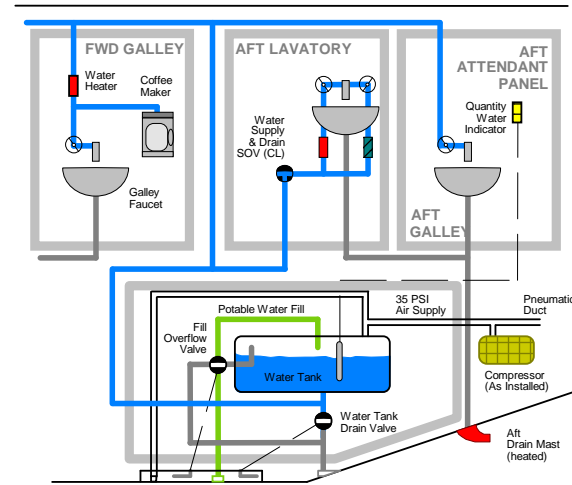 FWD GALLEY
Water
Heater
Coffee
Maker
Galley
Faucet
AFT LAVATORY
Water
Supply
& Drain
SOV (CL)
AFT
ATTENDANT
PANEL
Quantity
Water
Indicator
AFT
GALLEY
Potable Water Fill
35 PSI
Air Supply
Pneumatic
Duct
Fill
Overflow
Valve
Water Tank
Compressor
(As Installed)
Water Tank
Drain Valve
Aft
Drain Mast
(heated)